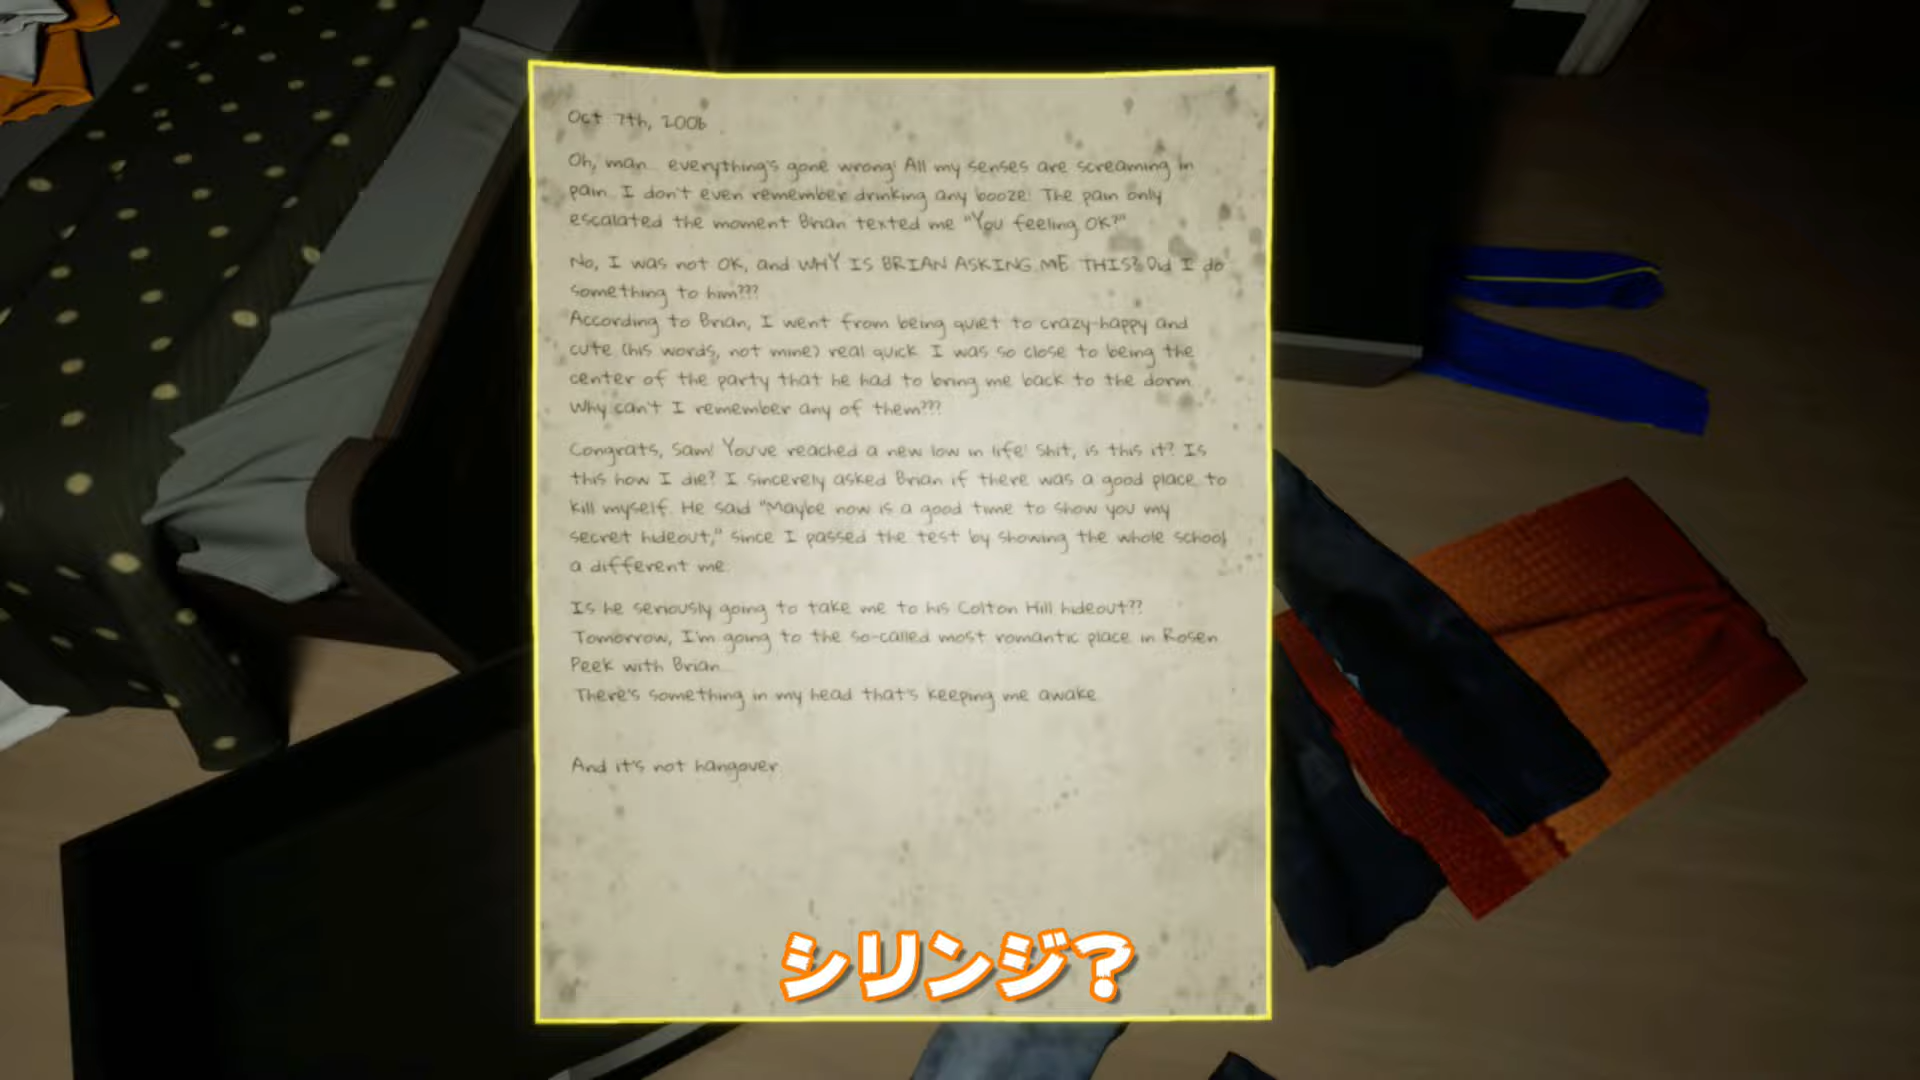 Oct 7th, 2006
Oh, man... everything's gone wrong! All my senses are screaming in
pain. I don't even remember drinking any booze! The pain only
escalated the moment Brian texted me "You feeling OK?"
No, I was not OK, and WHY IS BRIAN ASKING ME THIS? Did I do
something to him???
According to Brian, I went from being quiet to crazy-happy and
cute (his words, not mine) real quick. I was so close to being the
center of the party that he had to bring me back to the dorm.
Why can't I remember any of them???
Congrats, Sam! You've reached a new low in life! Shit, is this it? Is
this how I die? I sincerely asked Brian if there was a good place to
kill myself. He said "Maybe now is a good time to show you my
secret hideout," since I passed the test by showing the whole school
a different me.
Is he seriously going to take me to his Colton Hill hideout??
Tomorrow, I'm going to the so-called most romantic place in Rosen
Peek with Brian...
There's something in my head that's keeping me awake.
And it's not hangover.
シリンジ?